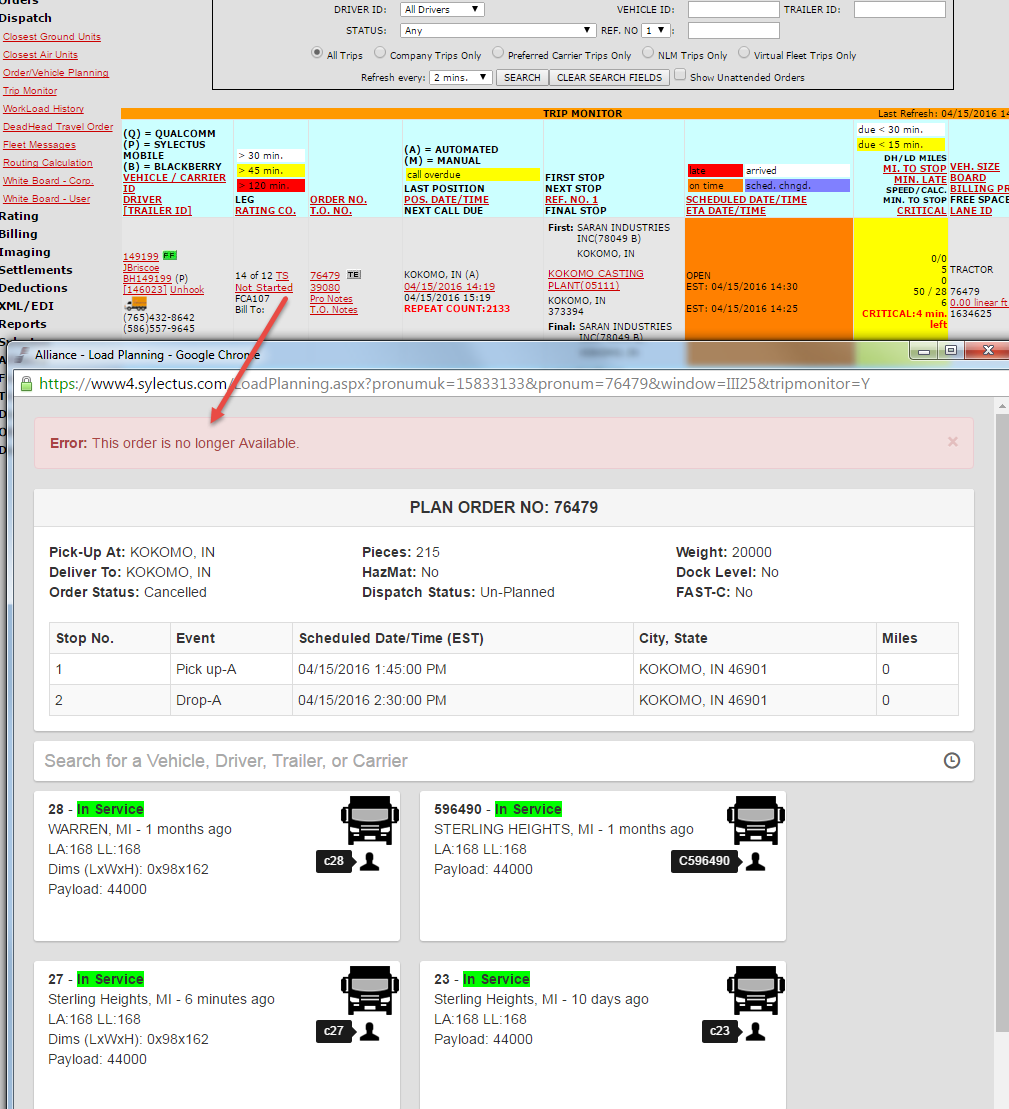 Orders
Dispatch
Closest Ground Units
Closest Air Units
Order/Vehicle Planning
Trip Monitor
WorkLoad History
DeadHead Travel Order
Fleet Messages
Routing Calculation
White Board - Corp.
White Board - User
Rating
Billing
Imaging
Settlements
Deductions
XML/EDI
Reports
DRIVER ID: All Drivers VEHICLE ID: TRAILER ID:
STATUS: Any REF. NO 1 :
All Trips Company Trips Only Preferred Carrier Trips Only NLM Trips Only Virtual Fleet Trips Only
Refresh every: 2 mins. SEARCH CLEAR SEARCH FIELDS Show Unattended Orders
TRIP MONITOR Last Refresh: 04/15/2016 14
(Q) = QUALCOMM
(P) = SYLECTUS
MOBILE
(B) = BLACKBERRY
VEHICLE / CARRIER
ID
DRIVER
[TRAILER ID]
> 30 min.
> 45 min.
> 120 min.
LEG
RATING CO.
ORDER NO.
T.O. NO.
(A) = AUTOMATED
(M) = MANUAL
call overdue
LAST POSITION
POS. DATE/TIME
NEXT CALL DUE
FIRST STOP
NEXT STOP
REF. NO. 1
FINAL STOP
late arrived
on time sched. chngd.
SCHEDULED DATE/TIME
ETA DATE/TIME
due < 30 min.
due < 15 min.
DH/LD MILES
MI. TO STOP
MIN. LATE
SPEED/CALC.
MIN. TO STOP
CRITICAL
VEH. SIZE
BOARD
BILLING PR
FREE SPACE
LANE ID
149199 FF
JBriscoe
BH149199 (P)
[146023] Unhook
(765)432-8642
(586)557-9645
14 of 12 TS
Not Started
FCA107
Bill To:
76479 TE
39080
Pro Notes
T.O. Notes
KOKOMO, IN (A)
04/15/2016 14:19
04/15/2016 15:19
REPEAT COUNT:2133
First: SARAN INDUSTRIES
INC(78049 B)
KOKOMO, IN
KOKOMO CASTING
PLANT(05111)
KOKOMO, IN
373394
Final: SARAN INDUSTRIES
INC(78049 B)
OPEN
EST: 04/15/2016 14:30
EST: 04/15/2016 14:25
0/0
5
0
50 / 28
6
CRITICAL:4 min.
left
TRACTOR
76479
0.00 linear ft
1634625
Alliance - Load Planning - Google Chrome
https://www4.sylectus.com/LoadPlanning.aspx?pronumuk=15833133&pronum=76479&window=III25&tripmonitor=Y
Error: This order is no longer Available. ×
PLAN ORDER NO: 76479
Pick-Up At: KOKOMO, IN Pieces: 215 Weight: 20000
Deliver To: KOKOMO, IN HazMat: No Dock Level: No
Order Status: Cancelled Dispatch Status: Un-Planned FAST-C: No
Stop No. Event Scheduled Date/Time (EST) City, State Miles
1 Pick up-A 04/15/2016 1:45:00 PM KOKOMO, IN 46901 0
2 Drop-A 04/15/2016 2:30:00 PM KOKOMO, IN 46901 0
Search for a Vehicle, Driver, Trailer, or Carrier
28 - In Service
WARREN, MI - 1 months ago
LA:168 LL:168
Dims (LxWxH): 0x98x162
Payload: 44000
c28
596490 - In Service
STERLING HEIGHTS, MI - 1 months ago
LA:168 LL:168
Payload: 44000
C596490
27 - In Service
Sterling Heights, MI - 6 minutes ago
LA:168 LL:168
Dims (LxWxH): 0x98x162
Payload: 44000
c27
23 - In Service
Sterling Heights, MI - 10 days ago
LA:168 LL:168
Payload: 44000
c23